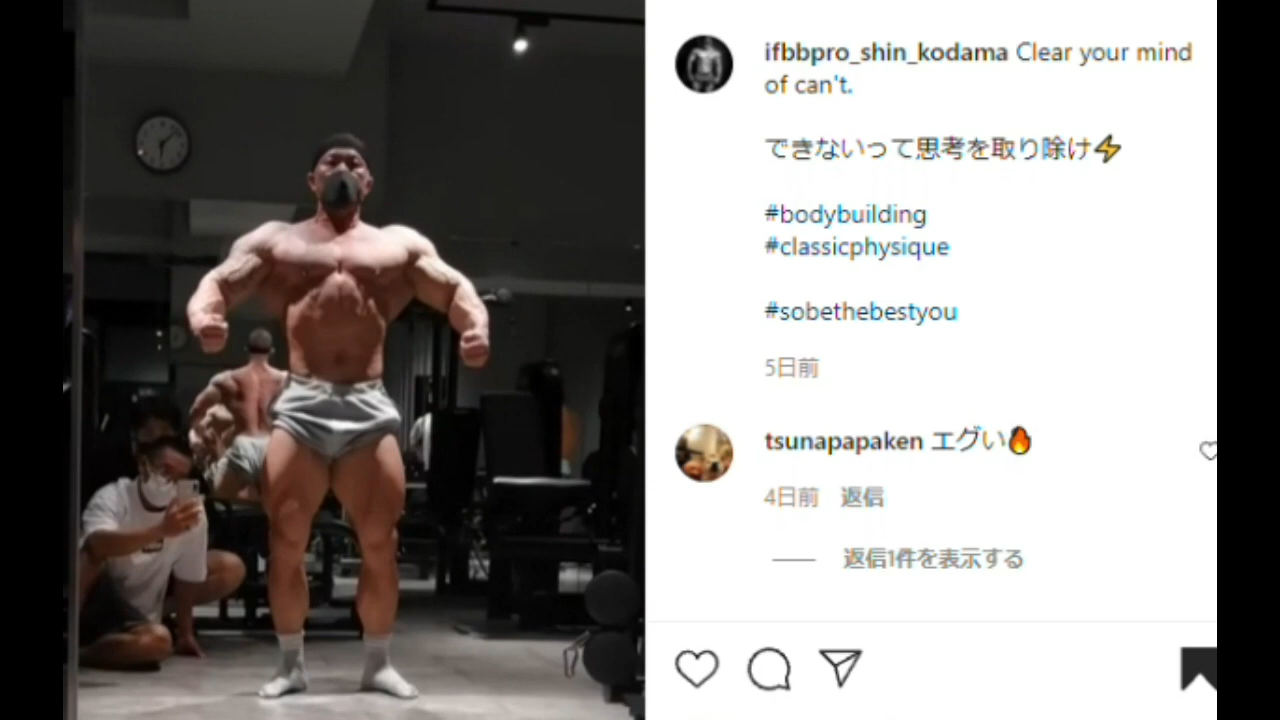 ifbbpro_shin_kodama Clear your mind
of can't.
できないって思考を取り除け⚡
#bodybuilding
#classicphysique
#sobethebestyou
5日前
tsunapapaken エグい🔥
4日前 返信
返信1件を表示する